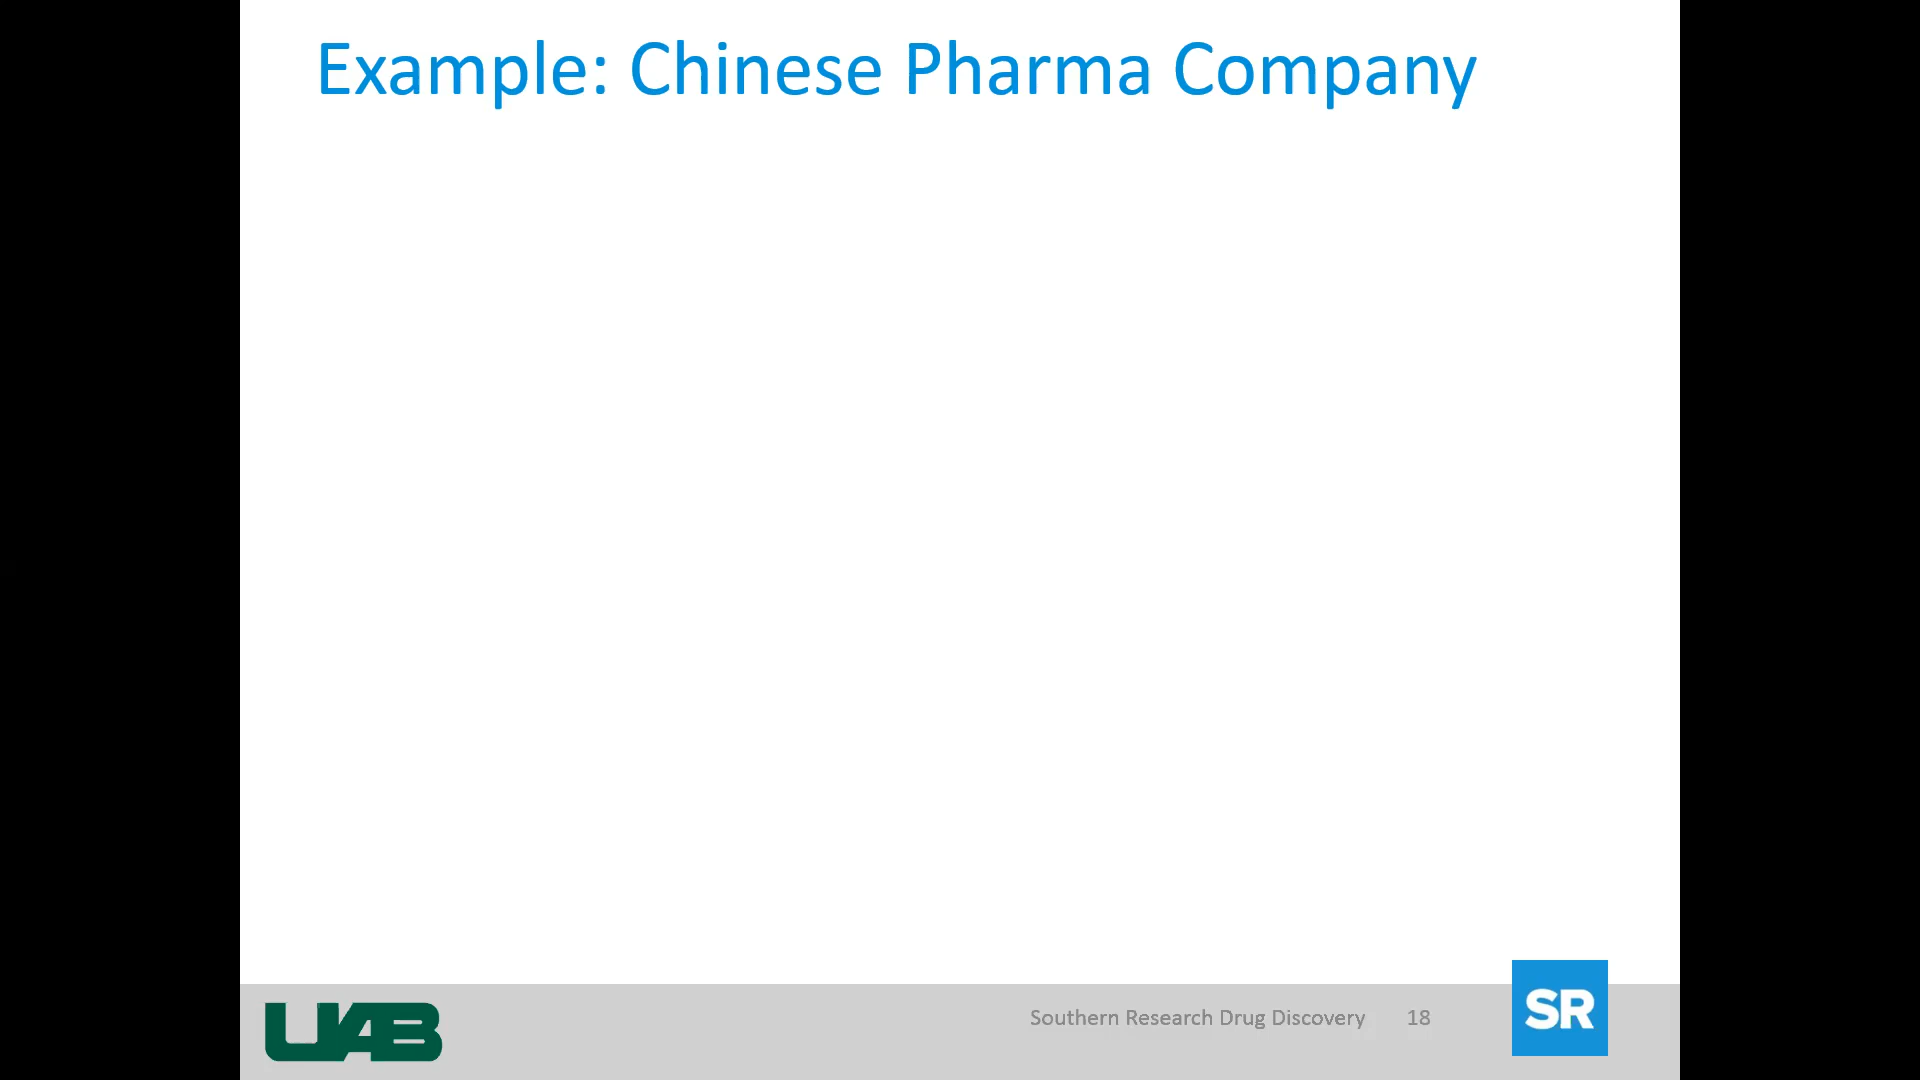 Example: Chinese Pharma Company
UAB
Southern Research Drug Discovery 18
SR